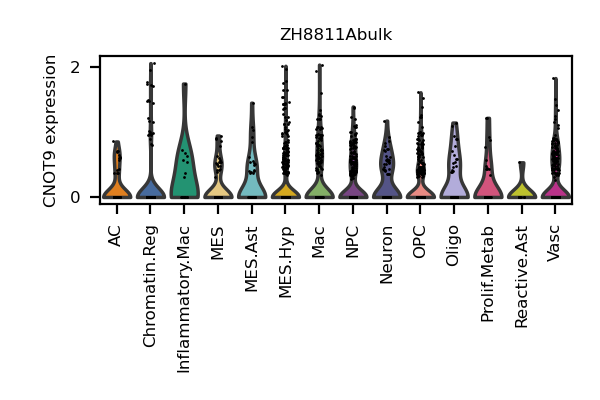 ZH8811Abulk
CNOT9 expression
2
0
AC
Chromatin.Reg
Inflammatory.Mac
MES
MES.Ast
MES.Hyp
Mac
NPC
Neuron
OPC
Oligo
Prolif.Metab
Reactive.Ast
Vasc